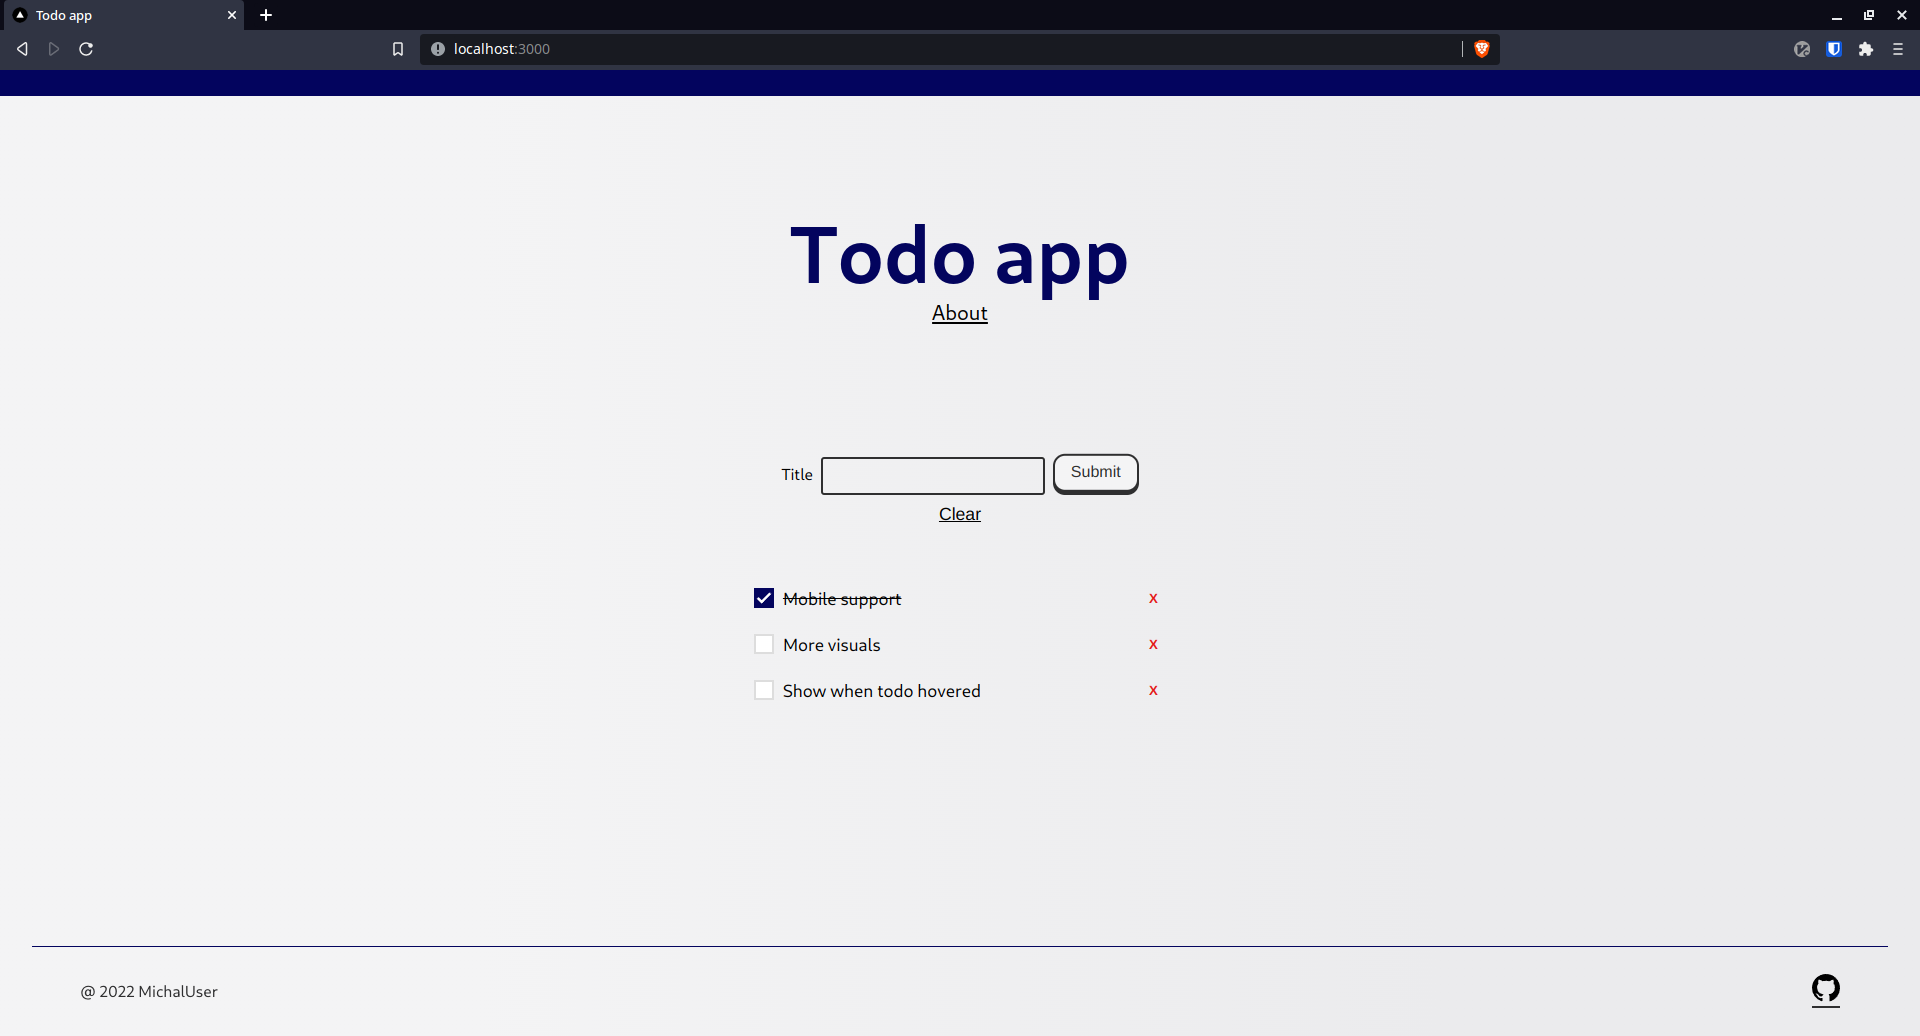 Todo app
localhost:3000
Todo app
About
Title
Submit
Clear
Mobile support x
More visuals x
Show when todo hovered x
@ 2022 MichalUser